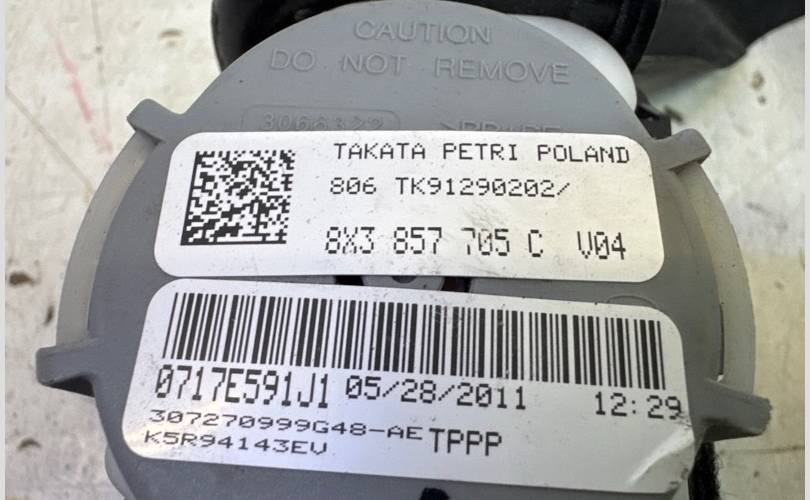 CAUTION
DO NOT REMOVE
3066322
TAKATA PETRI POLAND
806 TK91290202/
8X3 857 705 C V04
0717E591J1 05/28/2011 12:29
307270999G48-AE TPPP
K5R94143EV